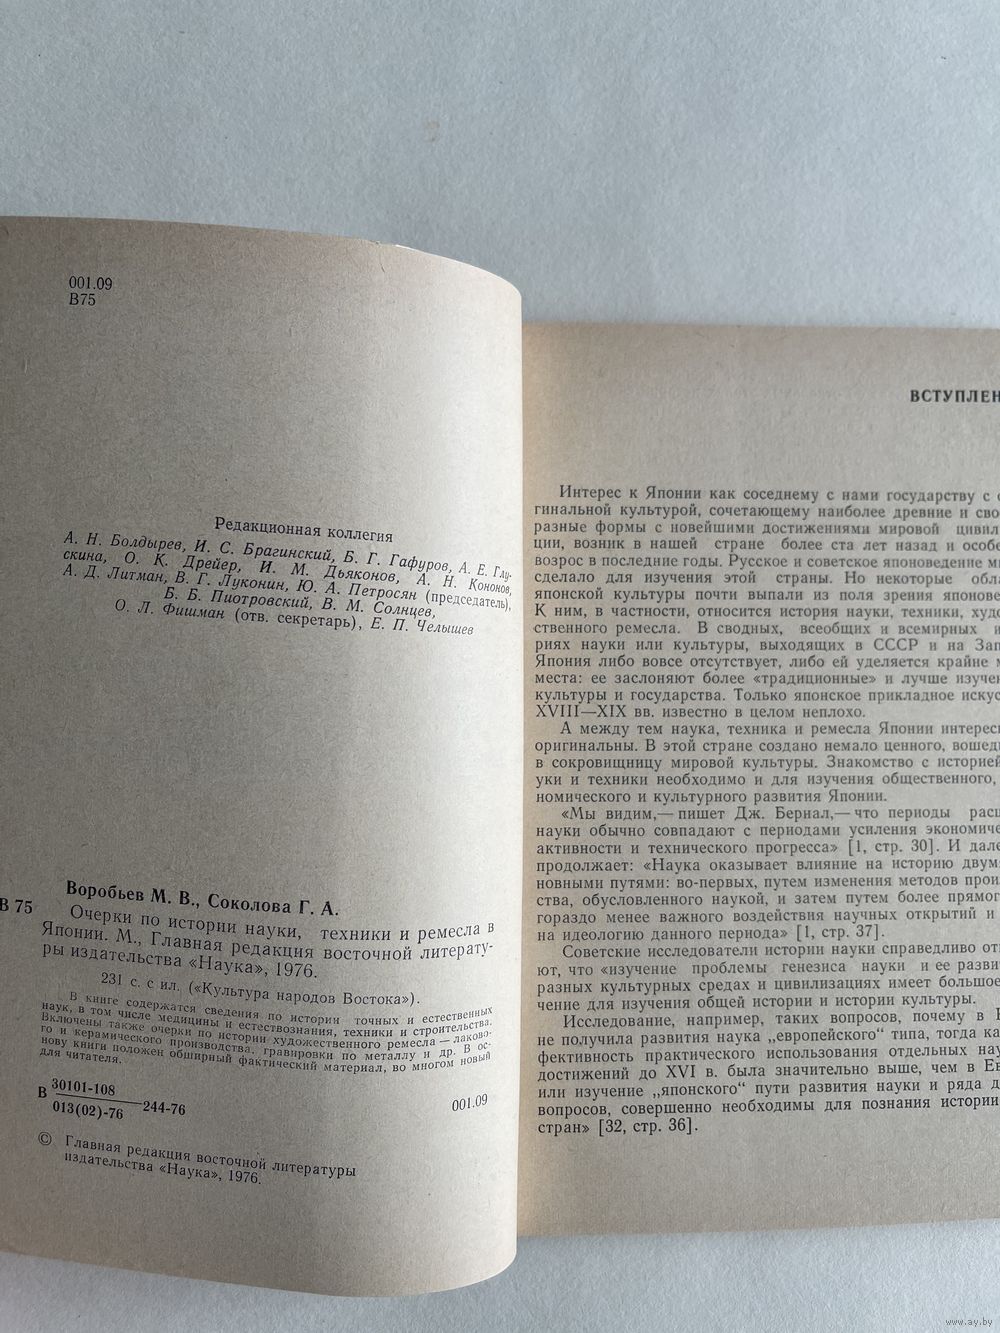 001.09
В75
Редакционная коллегия
А. Н. Болдырев, И. С. Брагинский, Б. Г. Гафуров, А. Е. Глу-
скина, О. К. Дрейер, И. М. Дьяконов, А. Н. Кононов,
А. Д. Литман, В. Г. Луконин, Ю. А. Петросян (председатель),
Б. Б. Пиотровский, В. М. Солнцев,
О. Л. Фишман (отв. секретарь), Е. П. Челышев
Воробьев М. В., Соколова Г. А.
В 75
Очерки по истории науки, техники и ремесла в
Японии. М., Главная редакция восточной литерату-
ры издательства «Наука», 1976.
231 с. с ил. («Культура народов Востока»).
В книге содержатся сведения по истории точных и естественных
наук, в том числе медицины и естествознания, техники и строительства.
Включены также очерки по истории художественного ремесла — лаково-
го и керамического производства, гравировки по металлу и др. В ос-
нову книги положен обширный фактический материал, во многом новый
для читателя.
В 30101-108
013(02)-76 244-76
001.09
© Главная редакция восточной литературы
издательства «Наука», 1976.
ВСТУПЛЕН
Интерес к Японии как соседнему с нами государству с
гинальной культурой, сочетающему наиболее древние и свое
разные формы с новейшими достижениями мировой цивил
ции, возник в нашей стране более ста лет назад и особе
возрос в последние годы. Русское и советское японоведение
сделало для изучения этой страны. Но некоторые обла
японской культуры почти выпали из поля зрения японове
К ним, в частности, относится история науки, техники, худо
ственного ремесла. В сводных, всеобщих и всемирных
риях науки или культуры, выходящих в СССР и на Зап
Япония либо вовсе отсутствует, либо ей уделяется крайне
места: ее заслоняют более «традиционные» и лучше изучен
культуры и государства. Только японское прикладное искус
XVIII—XIX вв. известно в целом неплохо.
А между тем наука, техника и ремесла Японии интерес
оригинальны. В этой стране создано немало ценного, вошед
в сокровищницу мировой культуры. Знакомство с историей
уки и техники необходимо и для изучения общественного,
номического и культурного развития Японии.
«Мы видим,— пишет Дж. Бернал,— что периоды расц
науки обычно совпадают с периодами усиления экономиче
активности и технического прогресса» [1, стр. 30]. И дале
продолжает: «Наука оказывает влияние на историю двум
новными путями: во-первых, путем изменения методов прои
ства, обусловленного наукой, и затем путем более прямого
гораздо менее важного воздействия научных открытий и
на идеологию данного периода» [1, стр. 37].
Советские исследователи истории науки справедливо от
ют, что «изучение проблемы генезиса науки и ее разви
разных культурных средах и цивилизациях имеет большое
чение для изучения общей истории и истории культуры.
Исследование, например, таких вопросов, почему в
не получила развития наука „европейского“ типа, тогда ка
фективность практического использования отдельных нау
достижений до XVI в. была значительно выше, чем в Ев
или изучение „японского“ пути развития науки и ряда д
вопросов, совершенно необходимы для познания истории
стран» [32, стр. 36].
www.ay.by